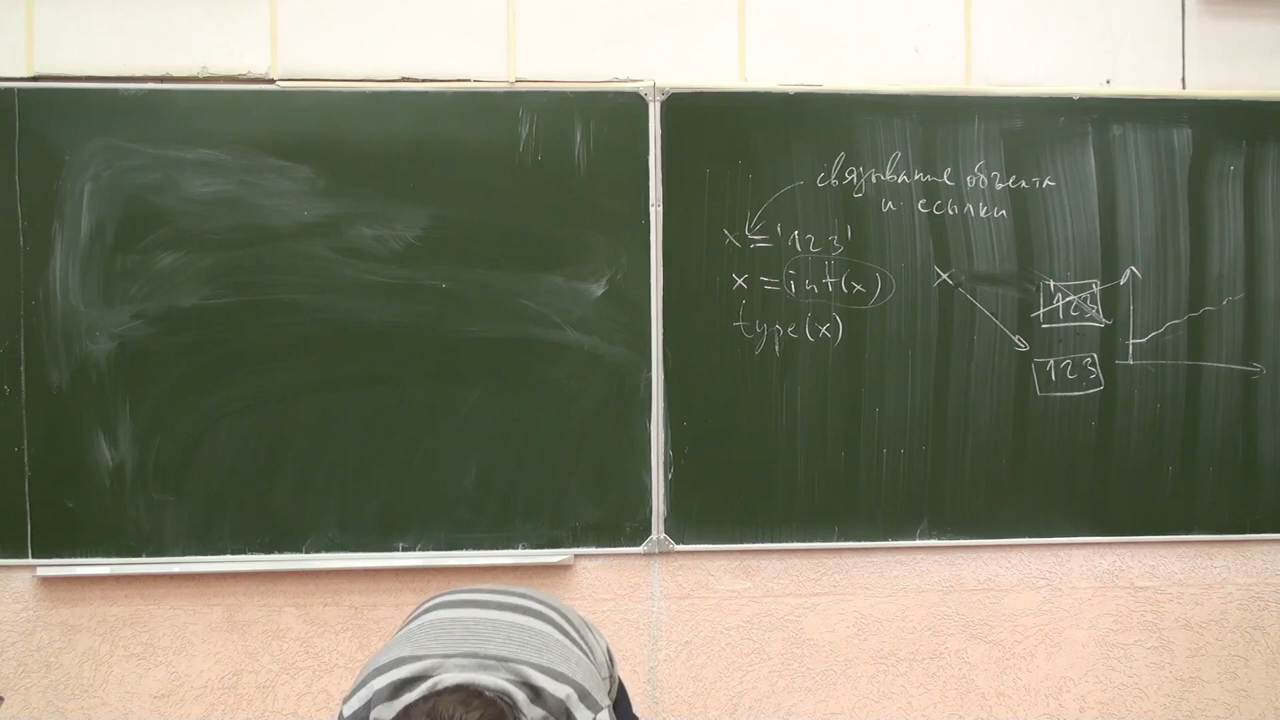 связывание объекта
и ссылки
x = '123'
x = int(x)
type(x)
x
'123'
123